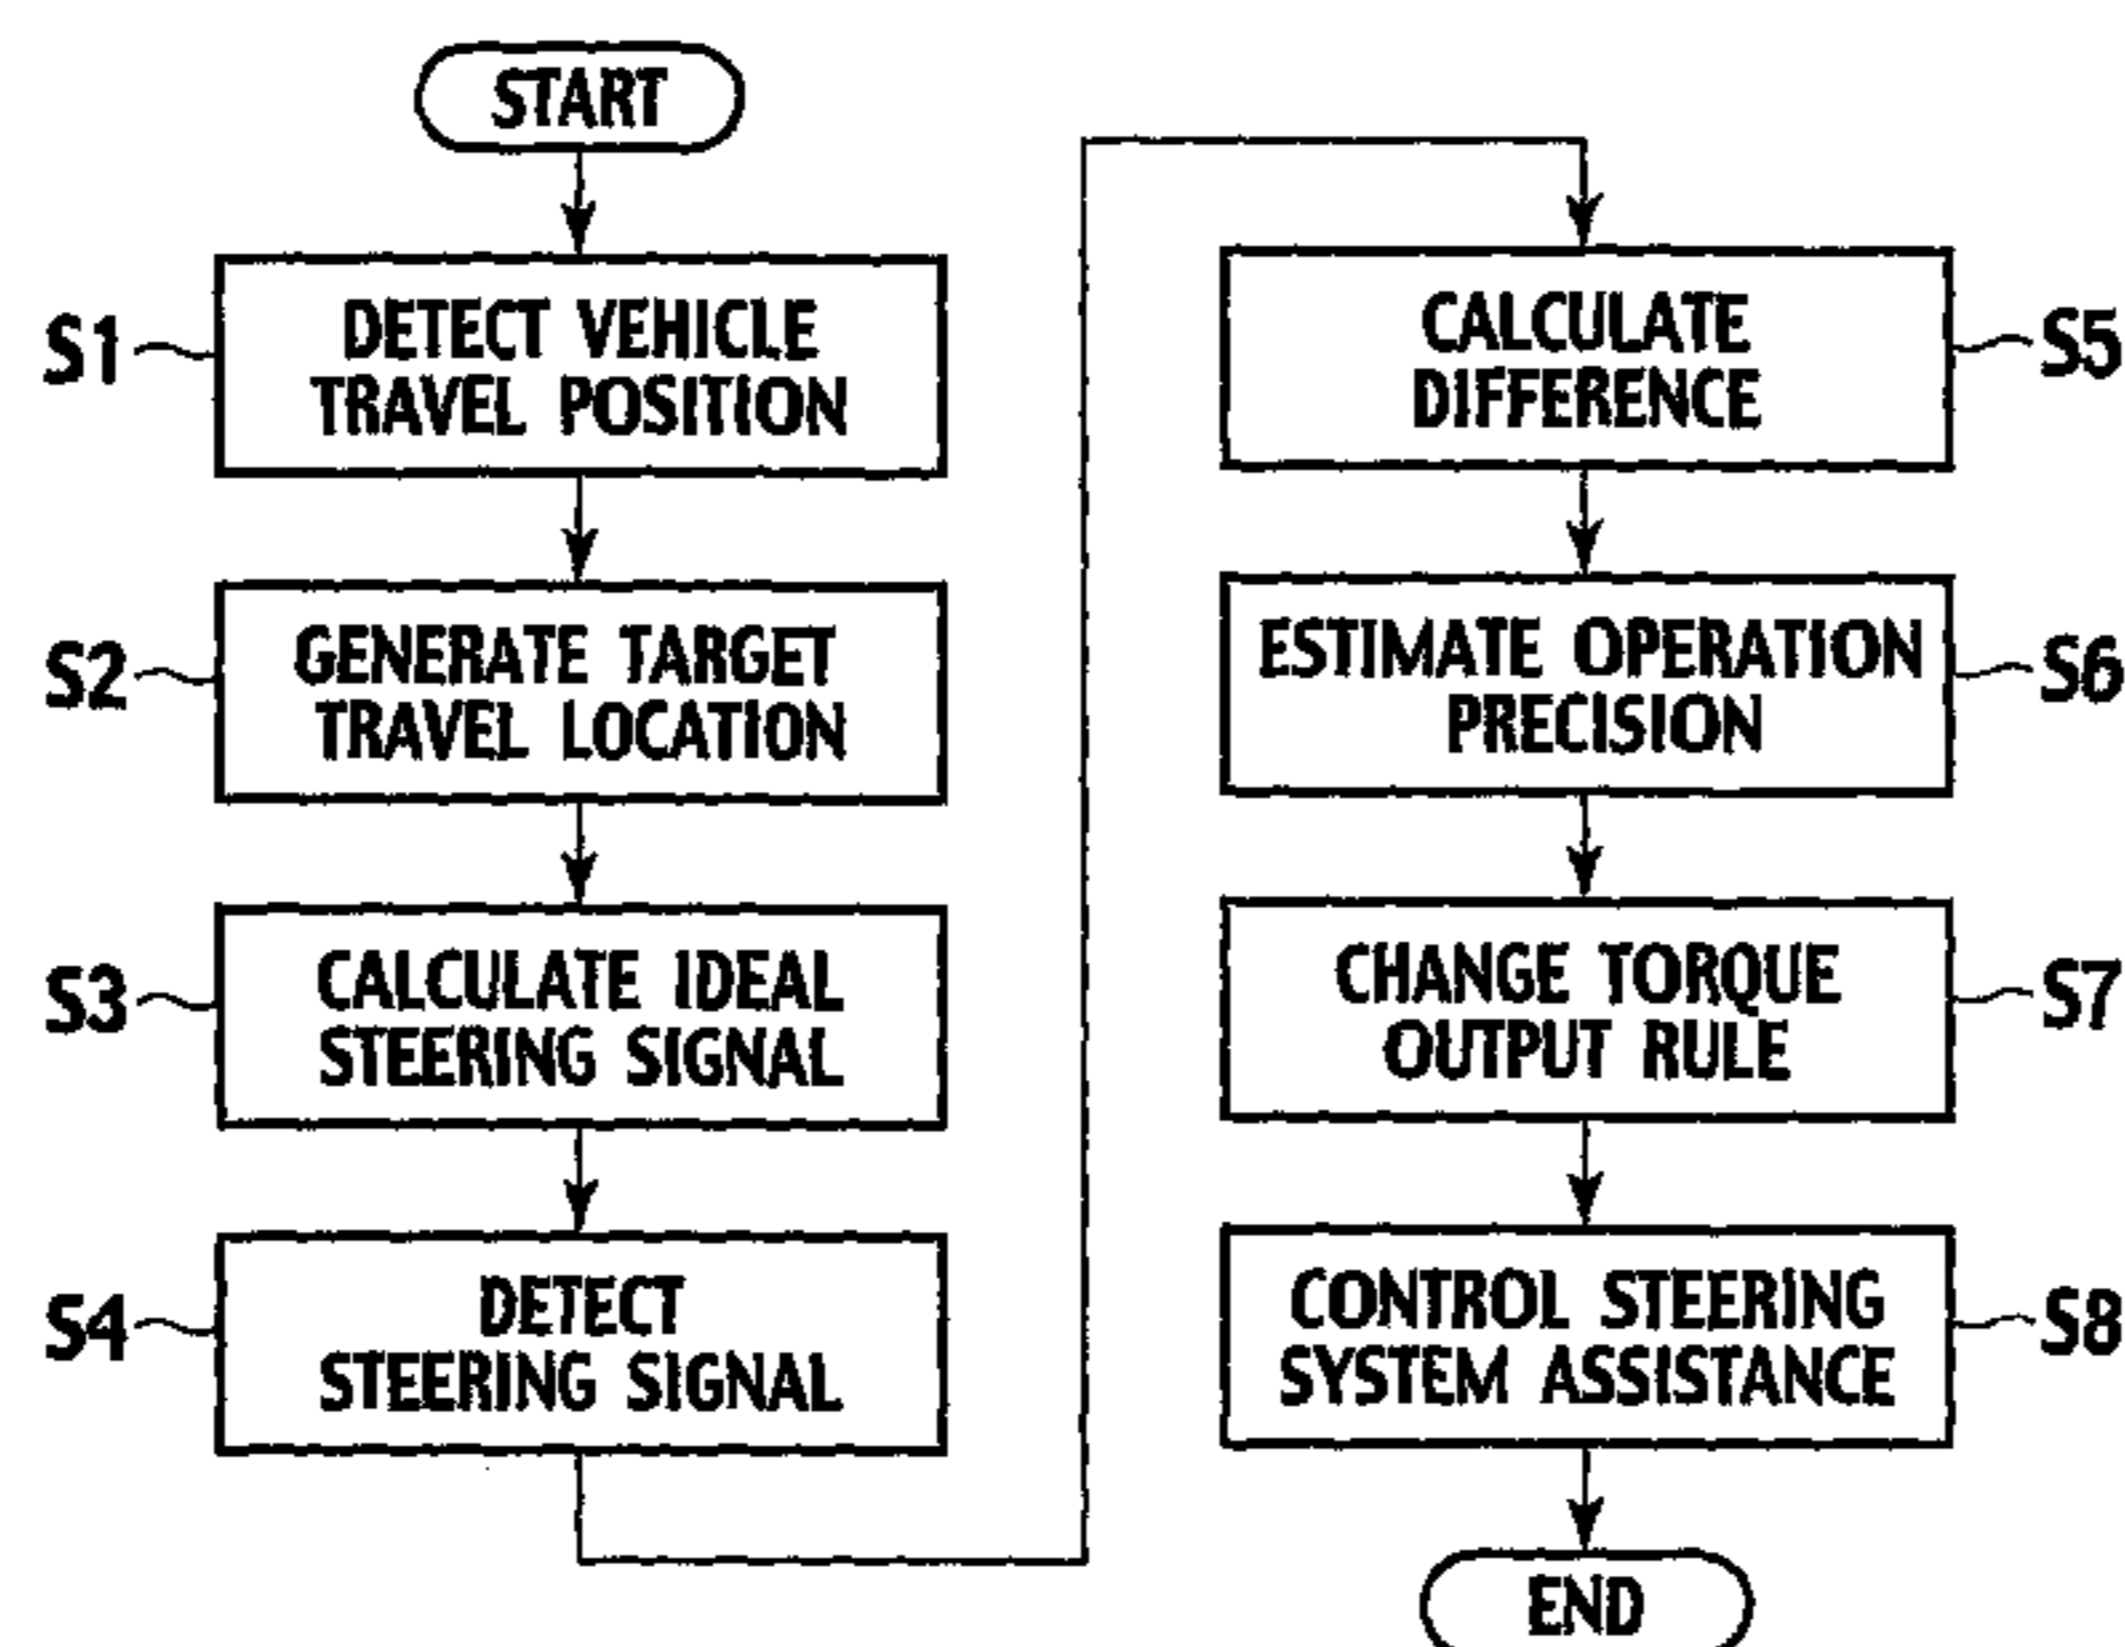 START
S1
DETECT VEHICLE
TRAVEL POSITION
S2
GENERATE TARGET
TRAVEL LOCATION
S3
CALCULATE IDEAL
STEERING SIGNAL
S4
DETECT
STEERING SIGNAL
CALCULATE
DIFFERENCE
S5
ESTIMATE OPERATION
PRECISION
S6
CHANGE TORQUE
OUTPUT RULE
S7
CONTROL STEERING
SYSTEM ASSISTANCE
S8
END